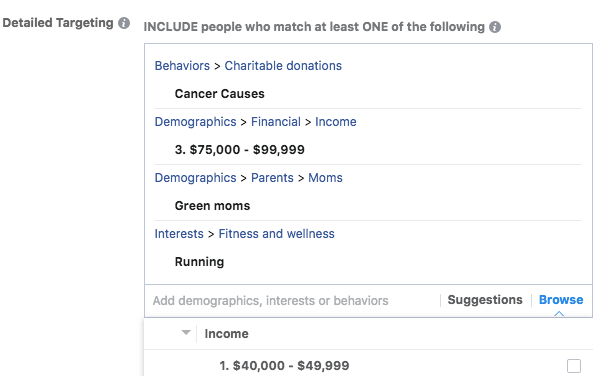 Detailed Targeting INCLUDE people who match at least ONE of the following
Behaviors > Charitable donations
Cancer Causes
Demographics > Financial > Income
3. $75,000 - $99,999
Demographics > Parents > Moms
Green moms
Interests > Fitness and wellness
Running
Add demographics, interests or behaviors Suggestions Browse
Income
1. $40,000 - $49,999